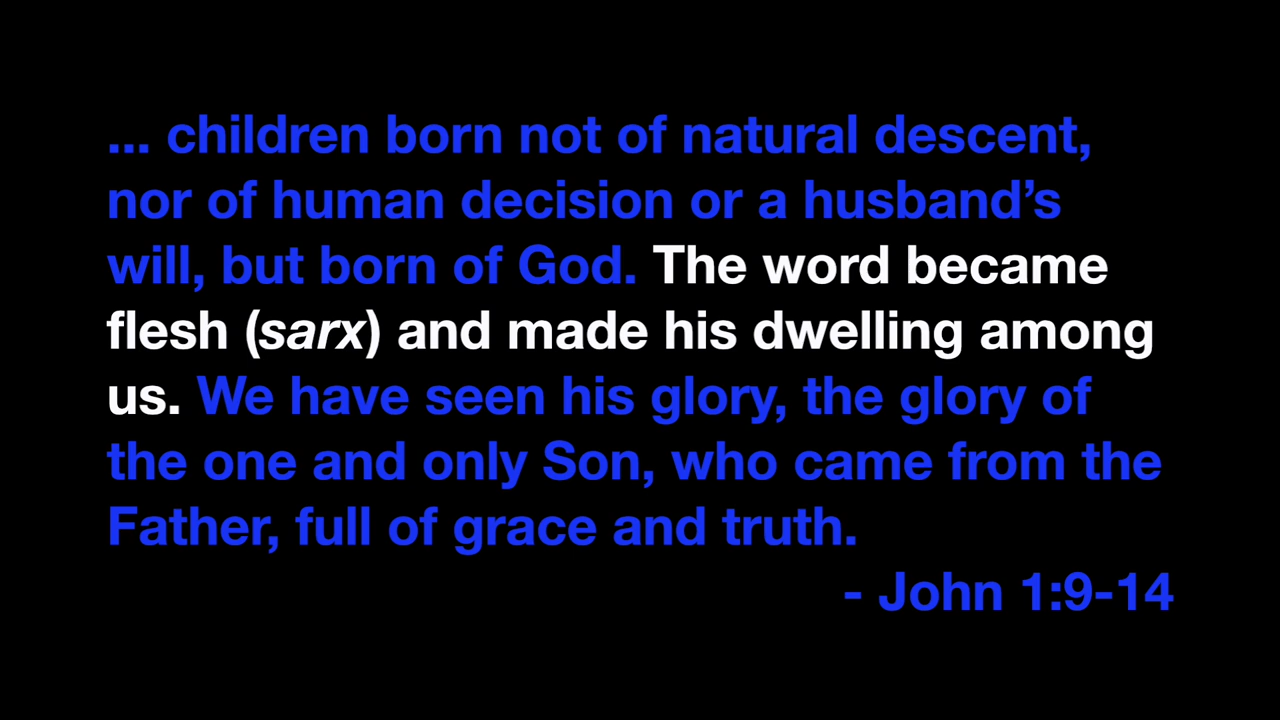 ... children born not of natural descent,
nor of human decision or a husband’s
will, but born of God. The word became
flesh (sarx) and made his dwelling among
us. We have seen his glory, the glory of
the one and only Son, who came from the
Father, full of grace and truth.
- John 1:9-14